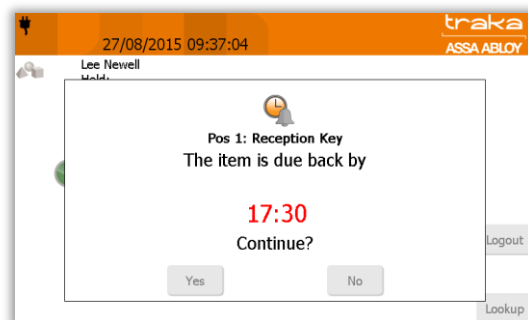 traka
27/08/2015 09:37:04
ASSA ABLOY
Lee Newell
Pos 1: Reception Key
The item is due back by
17:30
Continue?
Yes No
Logout
Lookup